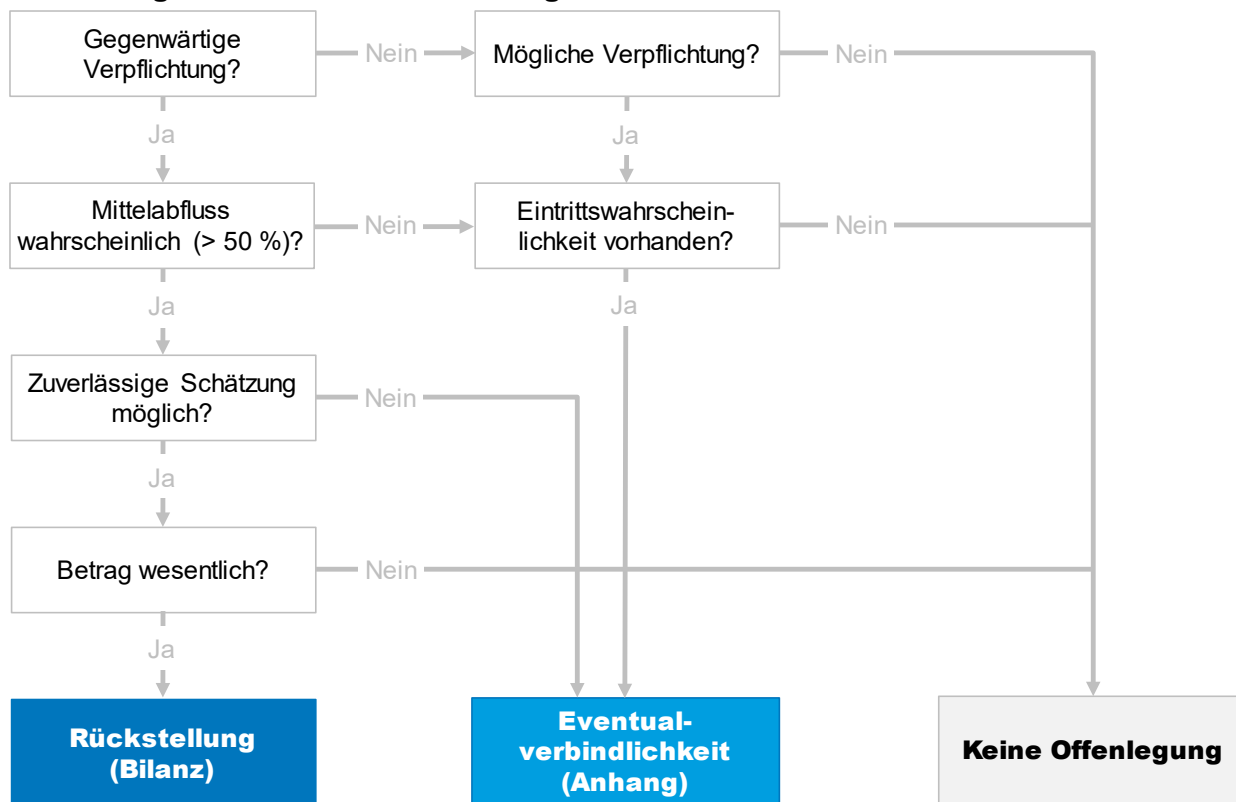 Gegenwärtige
Verpflichtung?
Nein
Mögliche Verpflichtung?
Nein
Ja
Ja
Mittelabfluss
wahrscheinlich (> 50 %)?
Nein
Eintrittswahrschein-
lichkeit vorhanden?
Nein
Ja
Ja
Zuverlässige Schätzung
möglich?
Nein
Ja
Betrag wesentlich?
Nein
Ja
Rückstellung
(Bilanz)
Eventual-
verbindlichkeit
(Anhang)
Keine Offenlegung